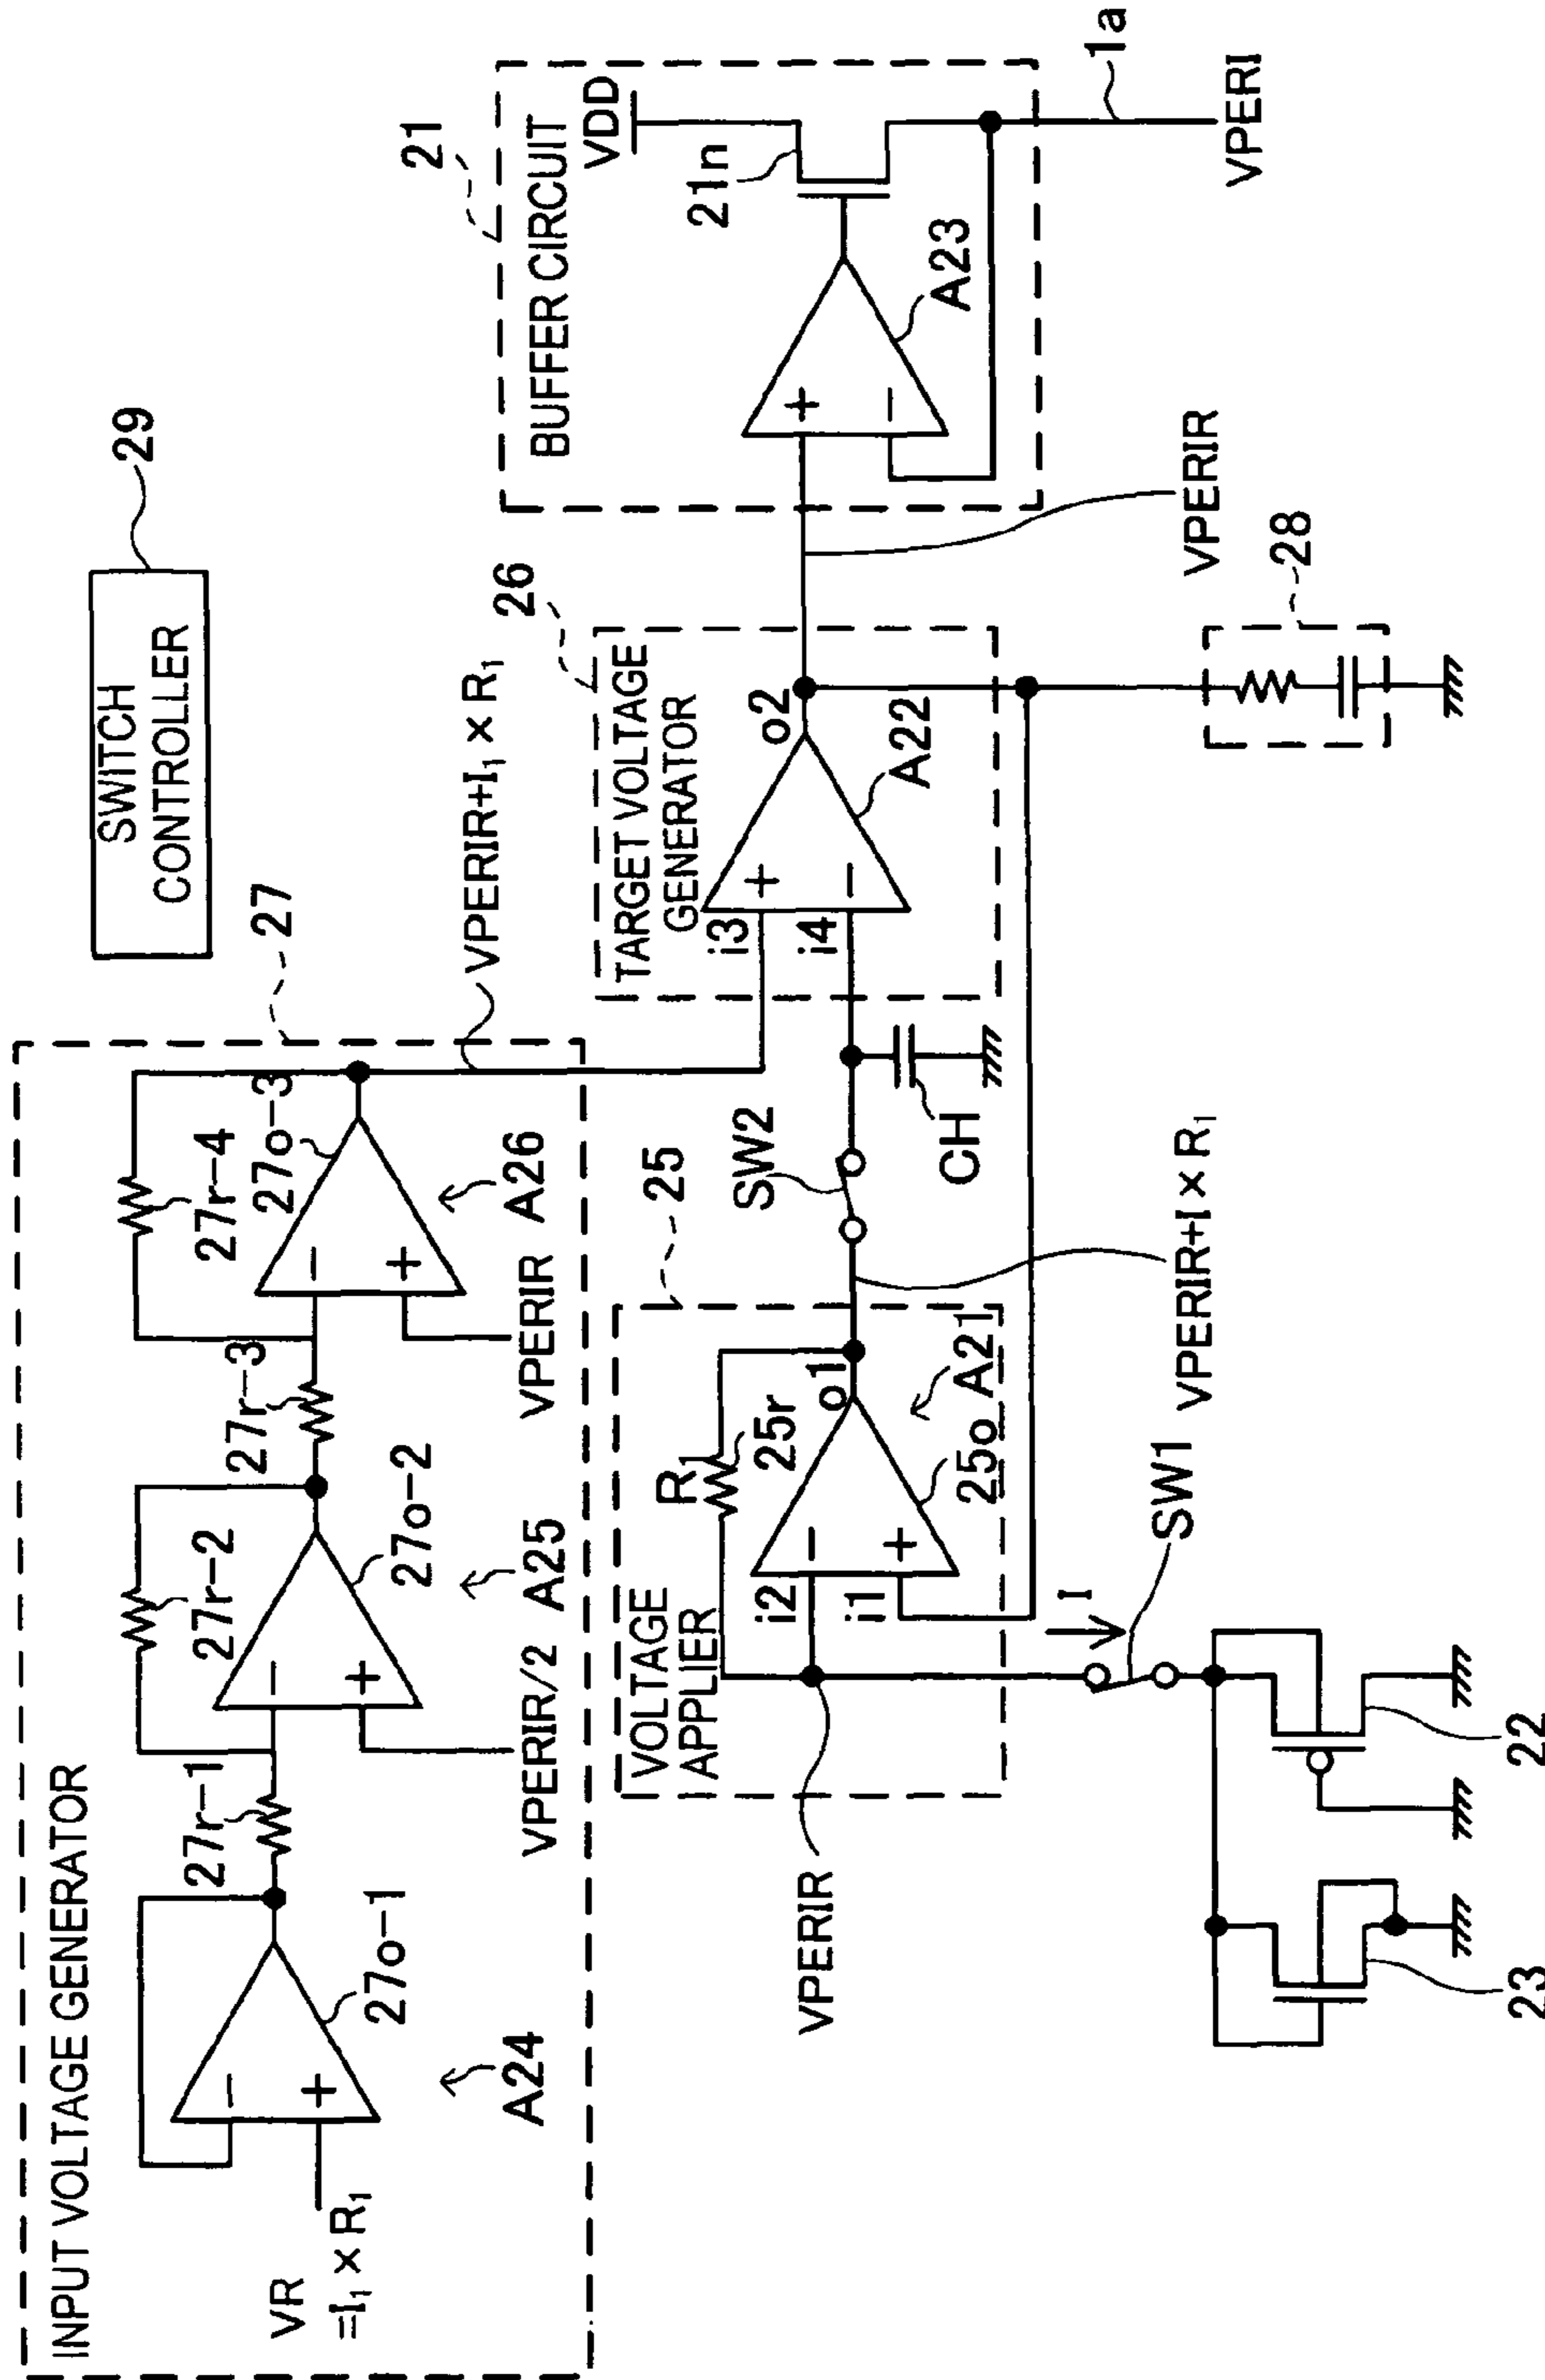 SWITCH
CONTROLLER
29
INPUT VOLTAGE GENERATOR
27
27r-1
27r-2
27r-3
27r-4
27o-1
27o-2
27o-3
A24
A25
A26
VR
=I₁×R₁
VPERIR/2
VPERIR
VPERIR+I₁×R₁
−
+
−
+
−
+
21
BUFFER CIRCUIT
VDD
21n
+
−
A23
1a
VPERI
26
TARGET VOLTAGE
GENERATOR
i3
i4
+
−
o2
A22
VPERIR
28
25
VOLTAGE
APPLIER
R₁
25r
i2
i1
−
+
o1
25o
A21
SW2
CH
VPERIR+I×R₁
VPERIR
I
SW1
22
23